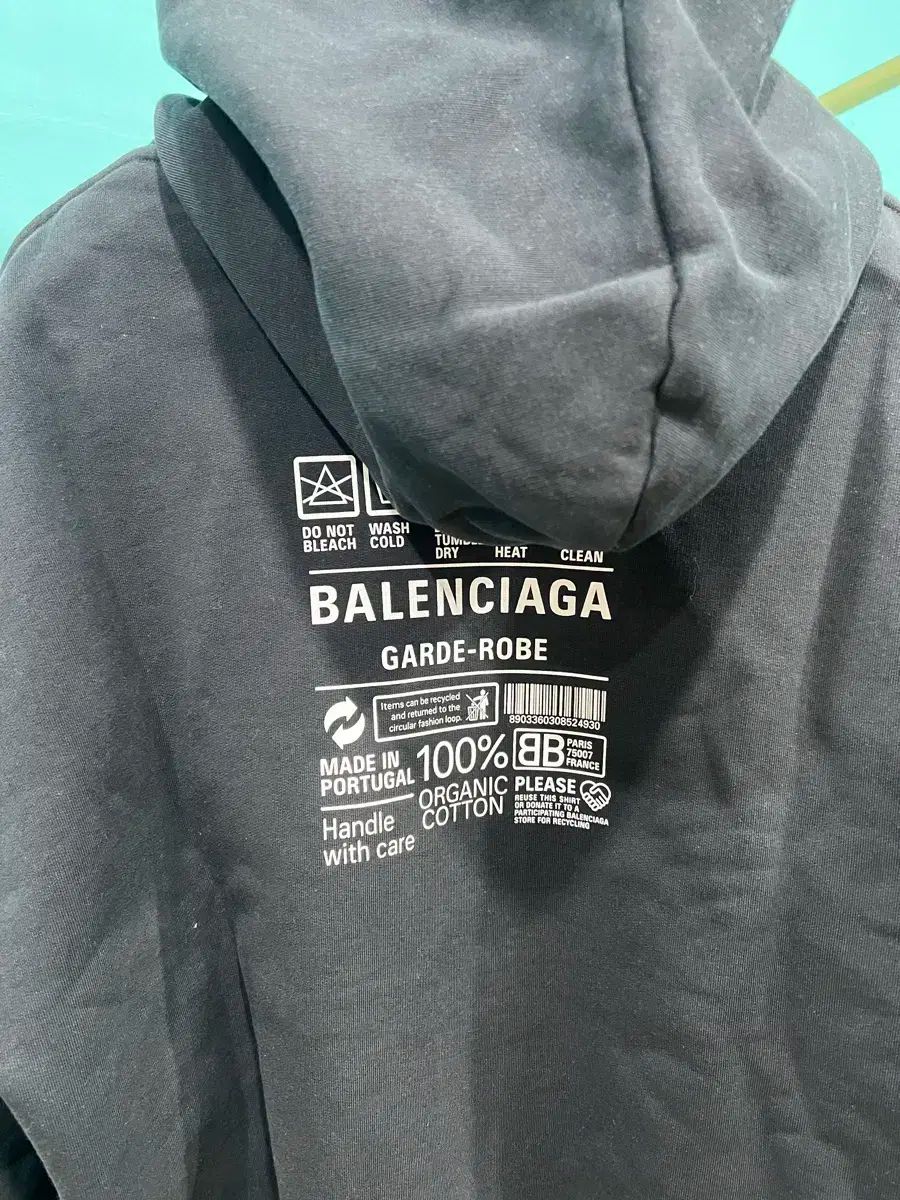 DO NOT
BLEACH
WASH
COLD
DRY
HEAT
CLEAN
BALENCIAGA
GARDE-ROBE
Items can be recycled
and returned to the
circular fashion loop.
8903360308524930
MADE IN
PORTUGAL
100%
ORGANIC
COTTON
BB
PARIS
75007
FRANCE
PLEASE
REUSE THIS SHIRT
OR DONATE IT TO A
PARTICIPATING BALENCIAGA
STORE FOR RECYCLING
Handle
with care